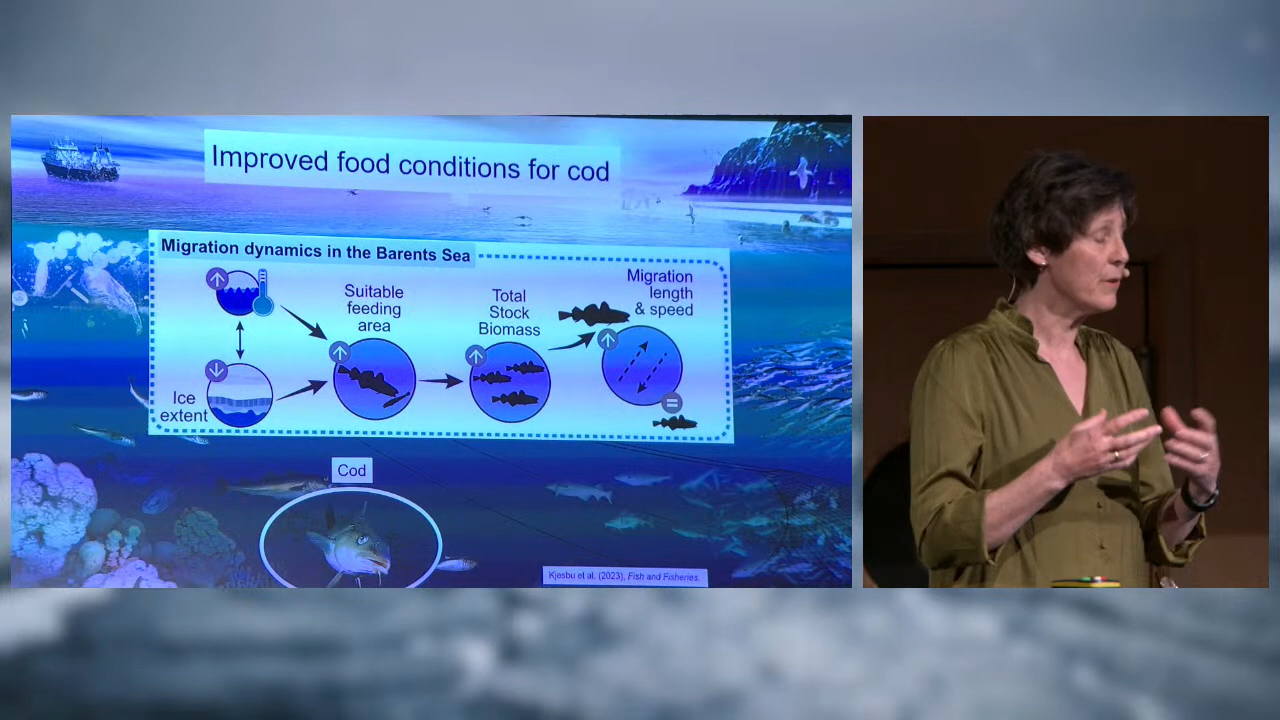 Improved food conditions for cod
Migration dynamics in the Barents Sea
Suitable
feeding
area
Total
Stock
Biomass
Migration
length
& speed
Ice
extent
Cod
Kjesbu et al. (2023), Fish and Fisheries.